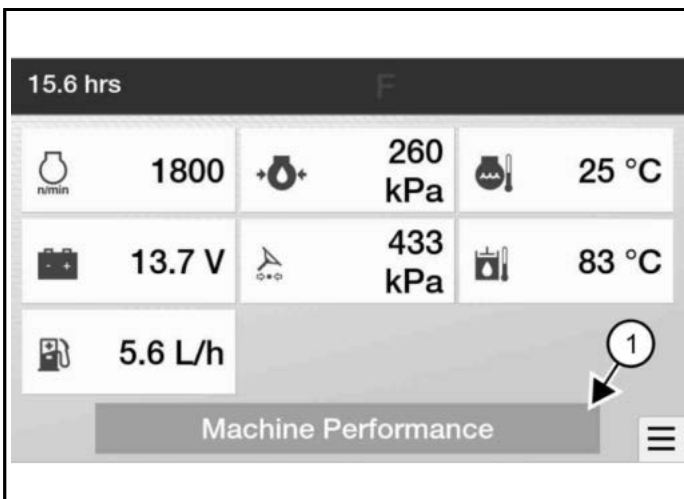 15.6 hrs F
n/min 1800
260
kPa
25 °C
- +
13.7 V
433
kPa
83 °C
5.6 L/h
1
Machine Performance